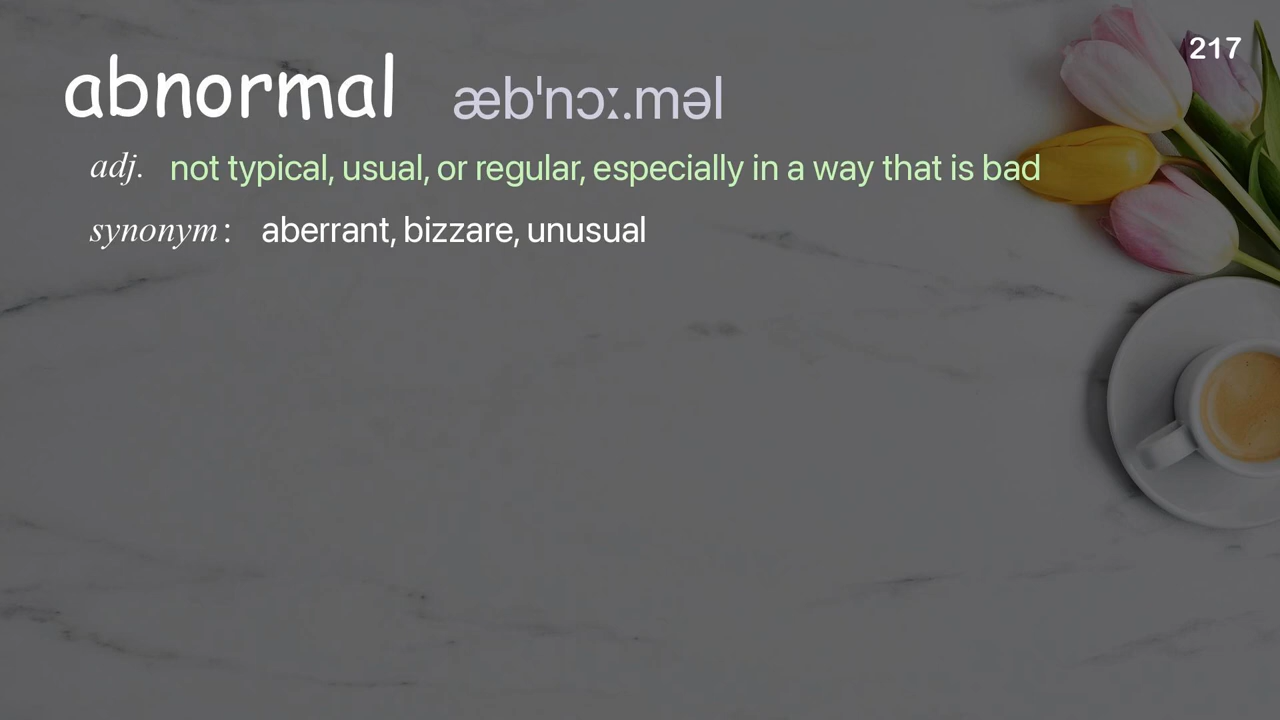 217
abnormal æbˈnɔː.məl
adj. not typical, usual, or regular, especially in a way that is bad
synonym: aberrant, bizzare, unusual